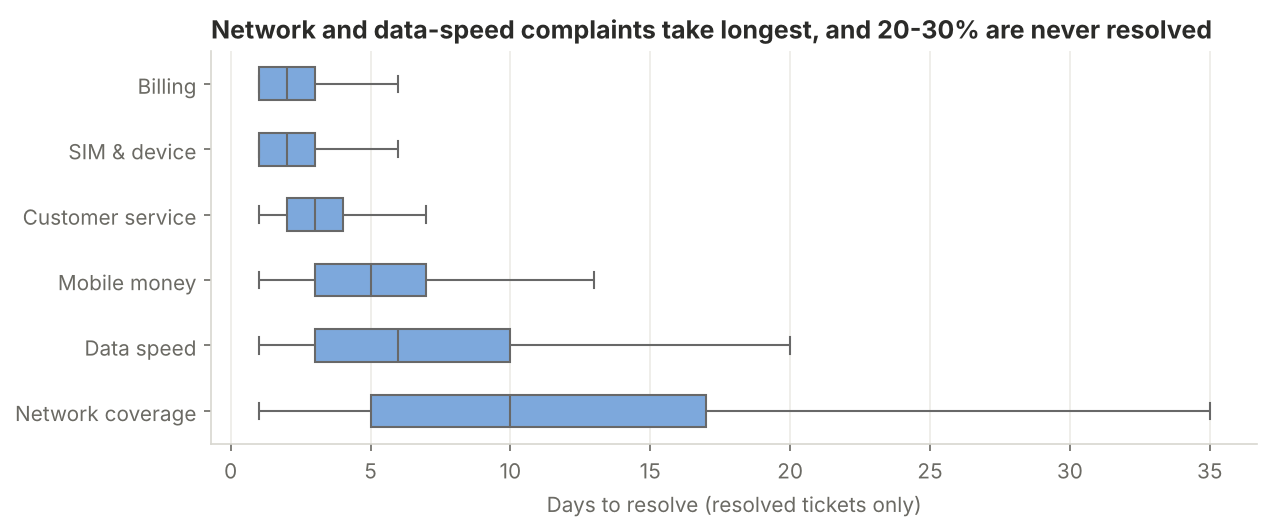 Network and data-speed complaints take longest, and 20-30% are never resolved
Billing
SIM & device
Customer service
Mobile money
Data speed
Network coverage
0 5 10 15 20 25 30 35
Days to resolve (resolved tickets only)